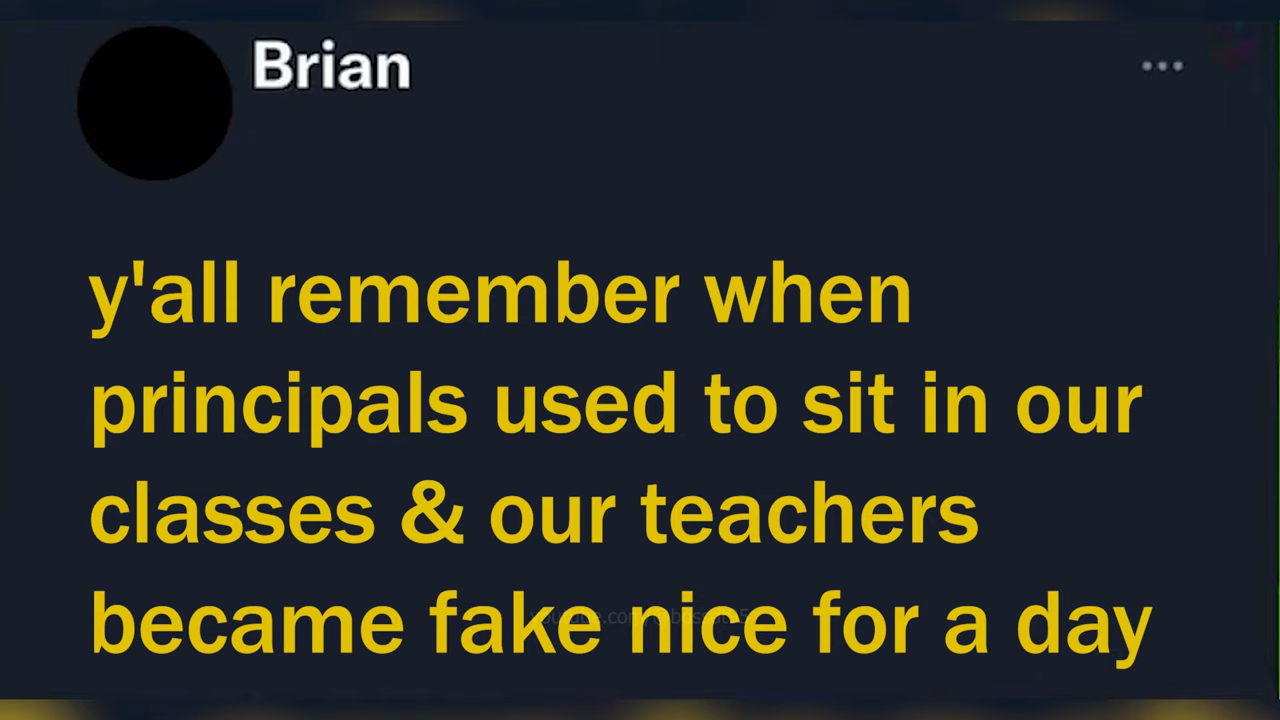 Brian
y'all remember when
principals used to sit in our
classes & our teachers
became fake nice for a day